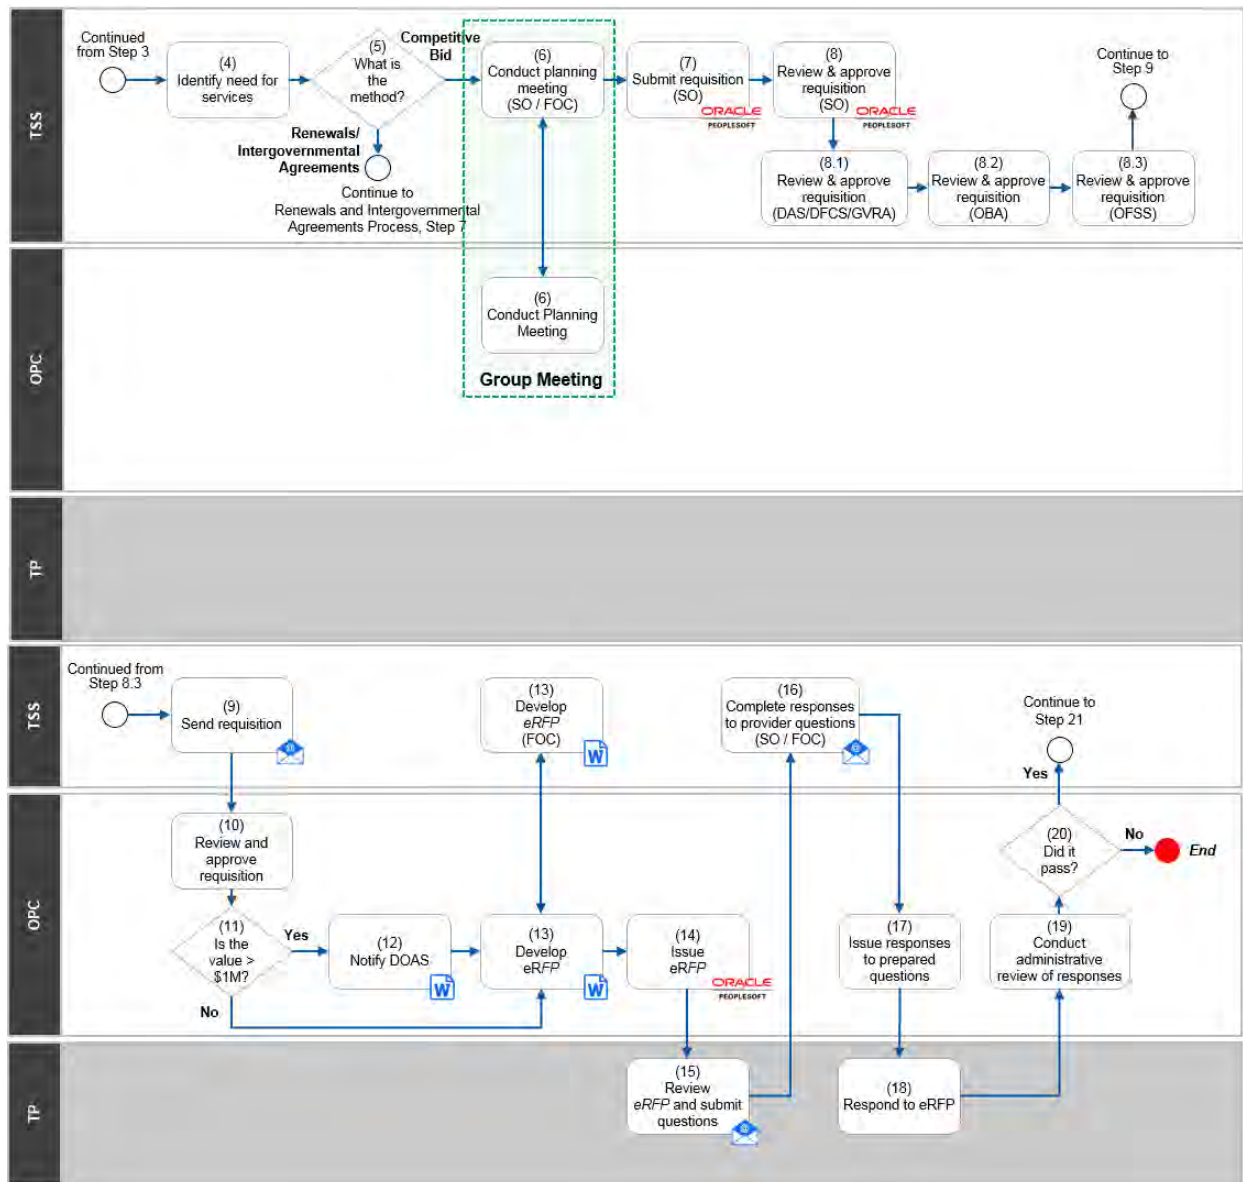 TSS
Continued
from Step 3
(4)
Identify need for
services
(5)
What is
the
method?
Competitive
Bid
Renewals/
Intergovernmental
Agreements
Continue to
Renewals and Intergovernmental
Agreements Process, Step 7
(6)
Conduct planning
meeting
(SO / FOC)
(7)
Submit requisition
(SO)
ORACLE
PEOPLESOFT
(8)
Review & approve
requisition
(SO)
ORACLE
PEOPLESOFT
Continue to
Step 9
(8.1)
Review & approve
requisition
(DAS/DFCS/GVRA)
(8.2)
Review & approve
requisition
(OBA)
(8.3)
Review & approve
requisition
(OFSS)
OPC
(6)
Conduct Planning
Meeting
Group Meeting
TP
TSS
Continued from
Step 8.3
(9)
Send requisition
(13)
Develop
eRFP
(FOC)
W
(16)
Complete responses
to provider questions
(SO / FOC)
Continue to
Step 21
Yes
OPC
(10)
Review and
approve
requisition
(11)
Is the
value >
$1M?
Yes
No
(12)
Notify DOAS
W
(13)
Develop
eRFP
W
(14)
Issue
eRFP
ORACLE
PEOPLESOFT
(17)
Issue responses
to prepared
questions
(20)
Did it
pass?
No
End
(19)
Conduct
administrative
review of responses
TP
(15)
Review
eRFP and submit
questions
(18)
Respond to eRFP